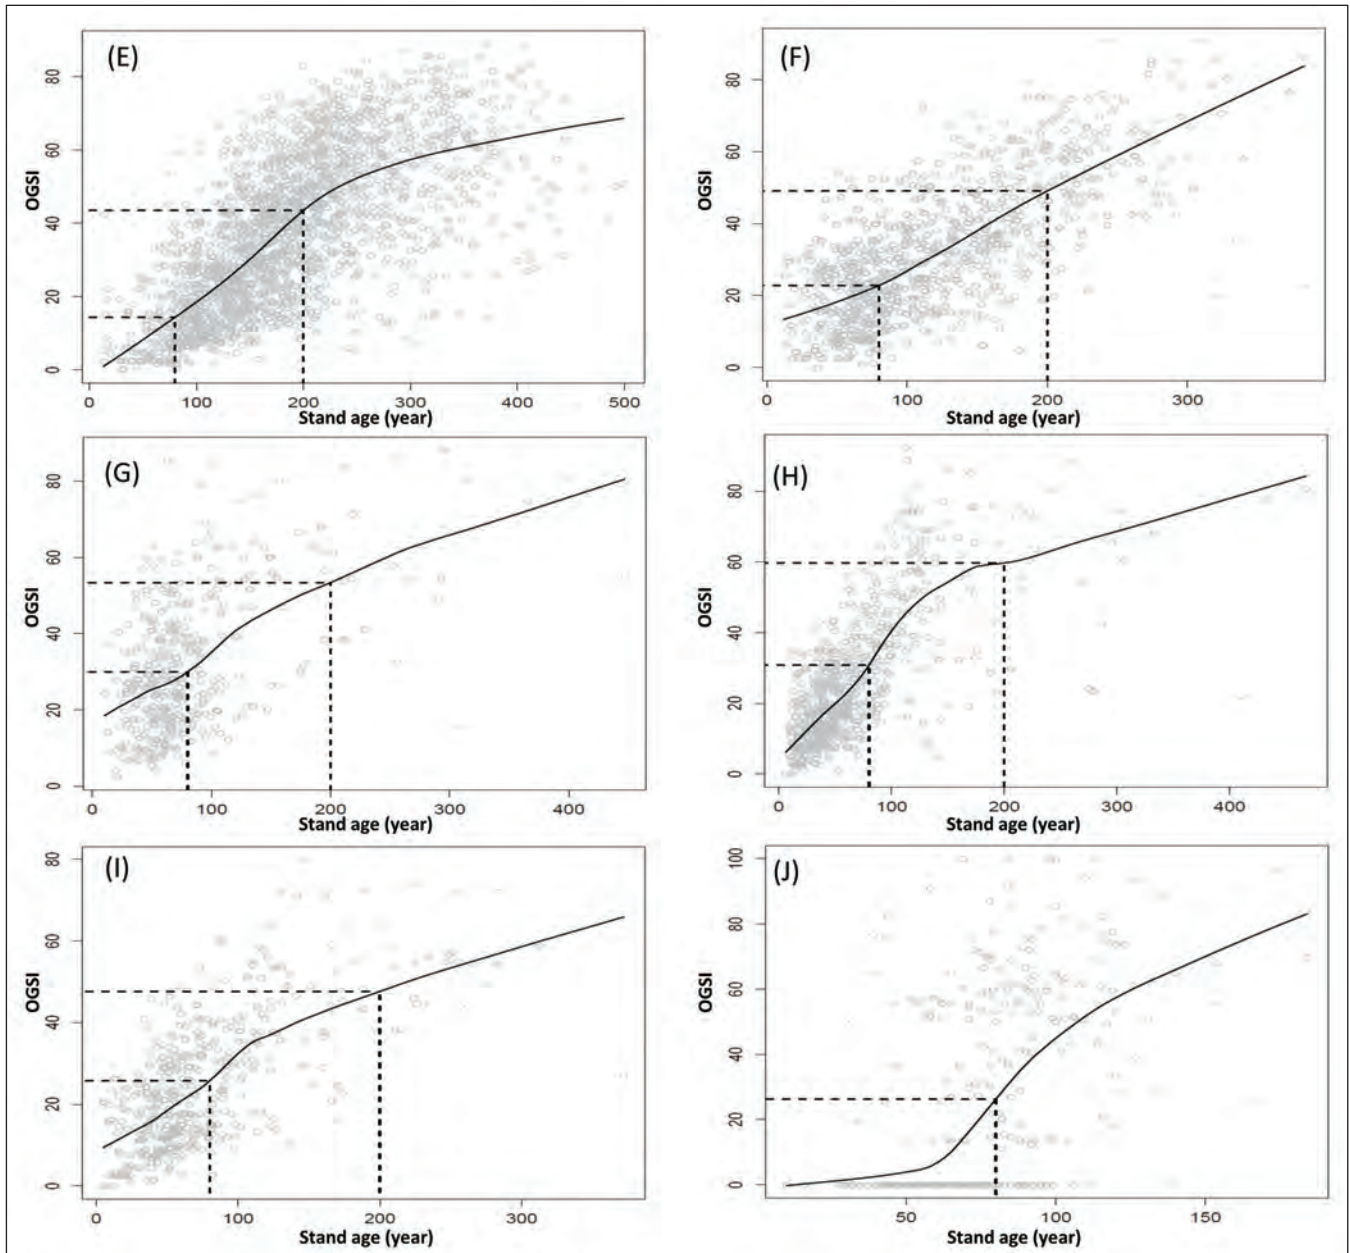 (E)
OGSI
0 20 40 60 80
0 100 200 300 400 500
Stand age (year)
(F)
OGSI
0 20 40 60 80
0 100 200 300
Stand age (year)
(G)
OGSI
0 20 40 60 80
0 100 200 300 400
Stand age (year)
(H)
OGSI
0 20 40 60 80
0 100 200 300 400
Stand age (year)
(I)
OGSI
0 20 40 60 80
0 100 200 300
Stand age (year)
(J)
OGSI
0 20 40 60 80 100
50 100 150
Stand age (year)